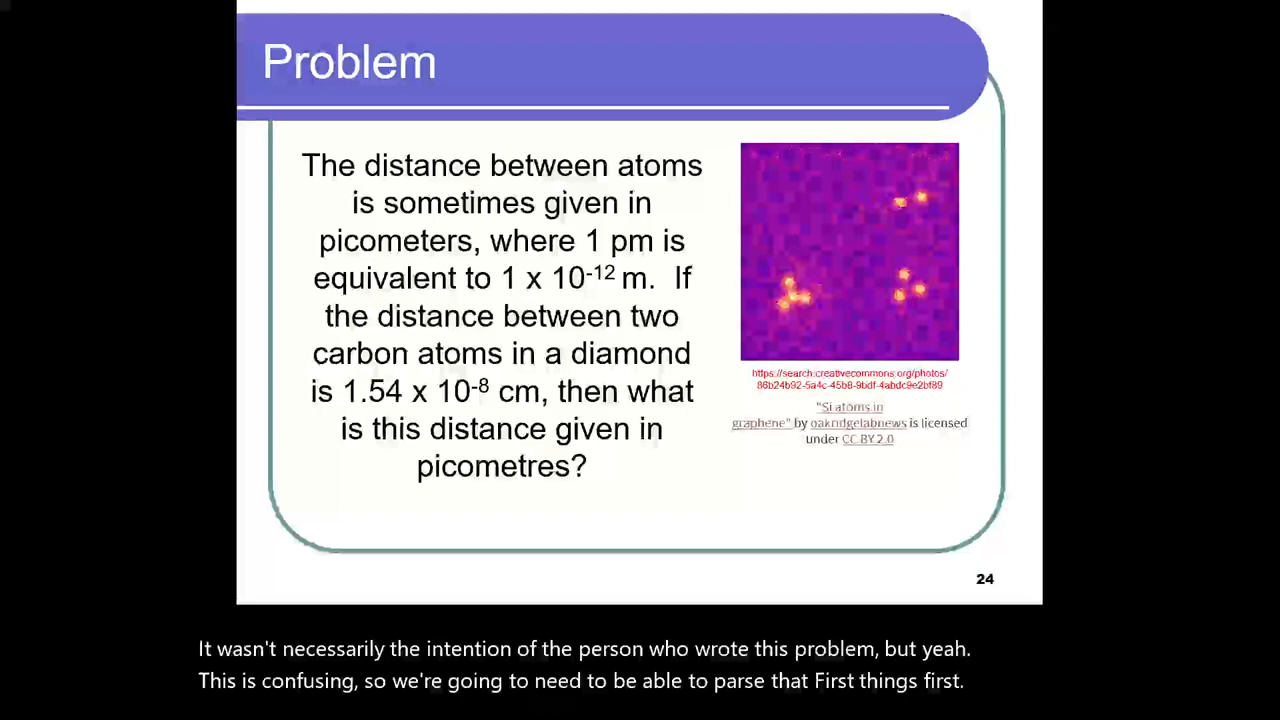 Problem
The distance between atoms
is sometimes given in
picometers, where 1 pm is
equivalent to 1 x 10⁻¹² m.  If
the distance between two
carbon atoms in a diamond
is 1.54 x 10⁻⁸ cm, then what
is this distance given in
picometres?
https://search.creativecommons.org/photos/
86b24b92-5a4c-45b8-9bdf-4abdc9e2bf89
"Si atoms in
graphene" by oakridgelabnews is licensed
under CC BY 2.0
24
It wasn't necessarily the intention of the person who wrote this problem, but yeah.
This is confusing, so we're going to need to be able to parse that First things first.